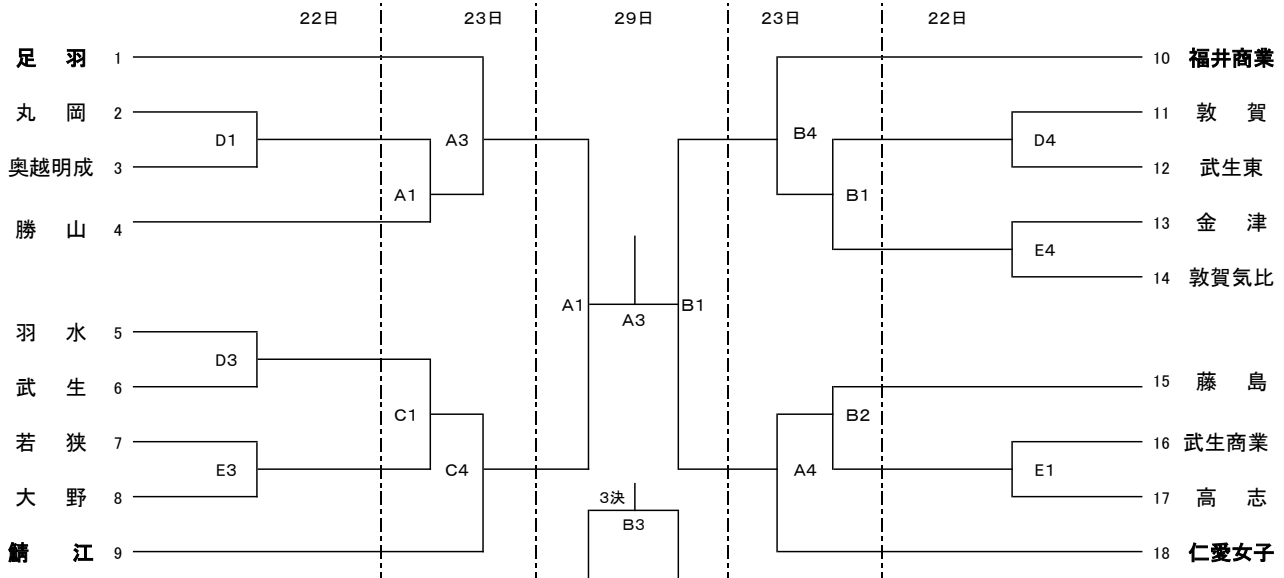 22日 23日 29日 23日 22日
足 羽 1 10 福井商業
丸 岡 2 11 敦 賀
D1 A3 B4 D4
奥越明成 3 12 武生東
A1 B1
勝 山 4 13 金 津
E4
14 敦賀気比
A1 A3 B1
羽 水 5
D3
武 生 6 15 藤 島
C1 B2
若 狭 7 16 武生商業
E3 C4 A4 E1
大 野 8 17 高 志
3決
B3
鯖 江 9 18 仁愛女子